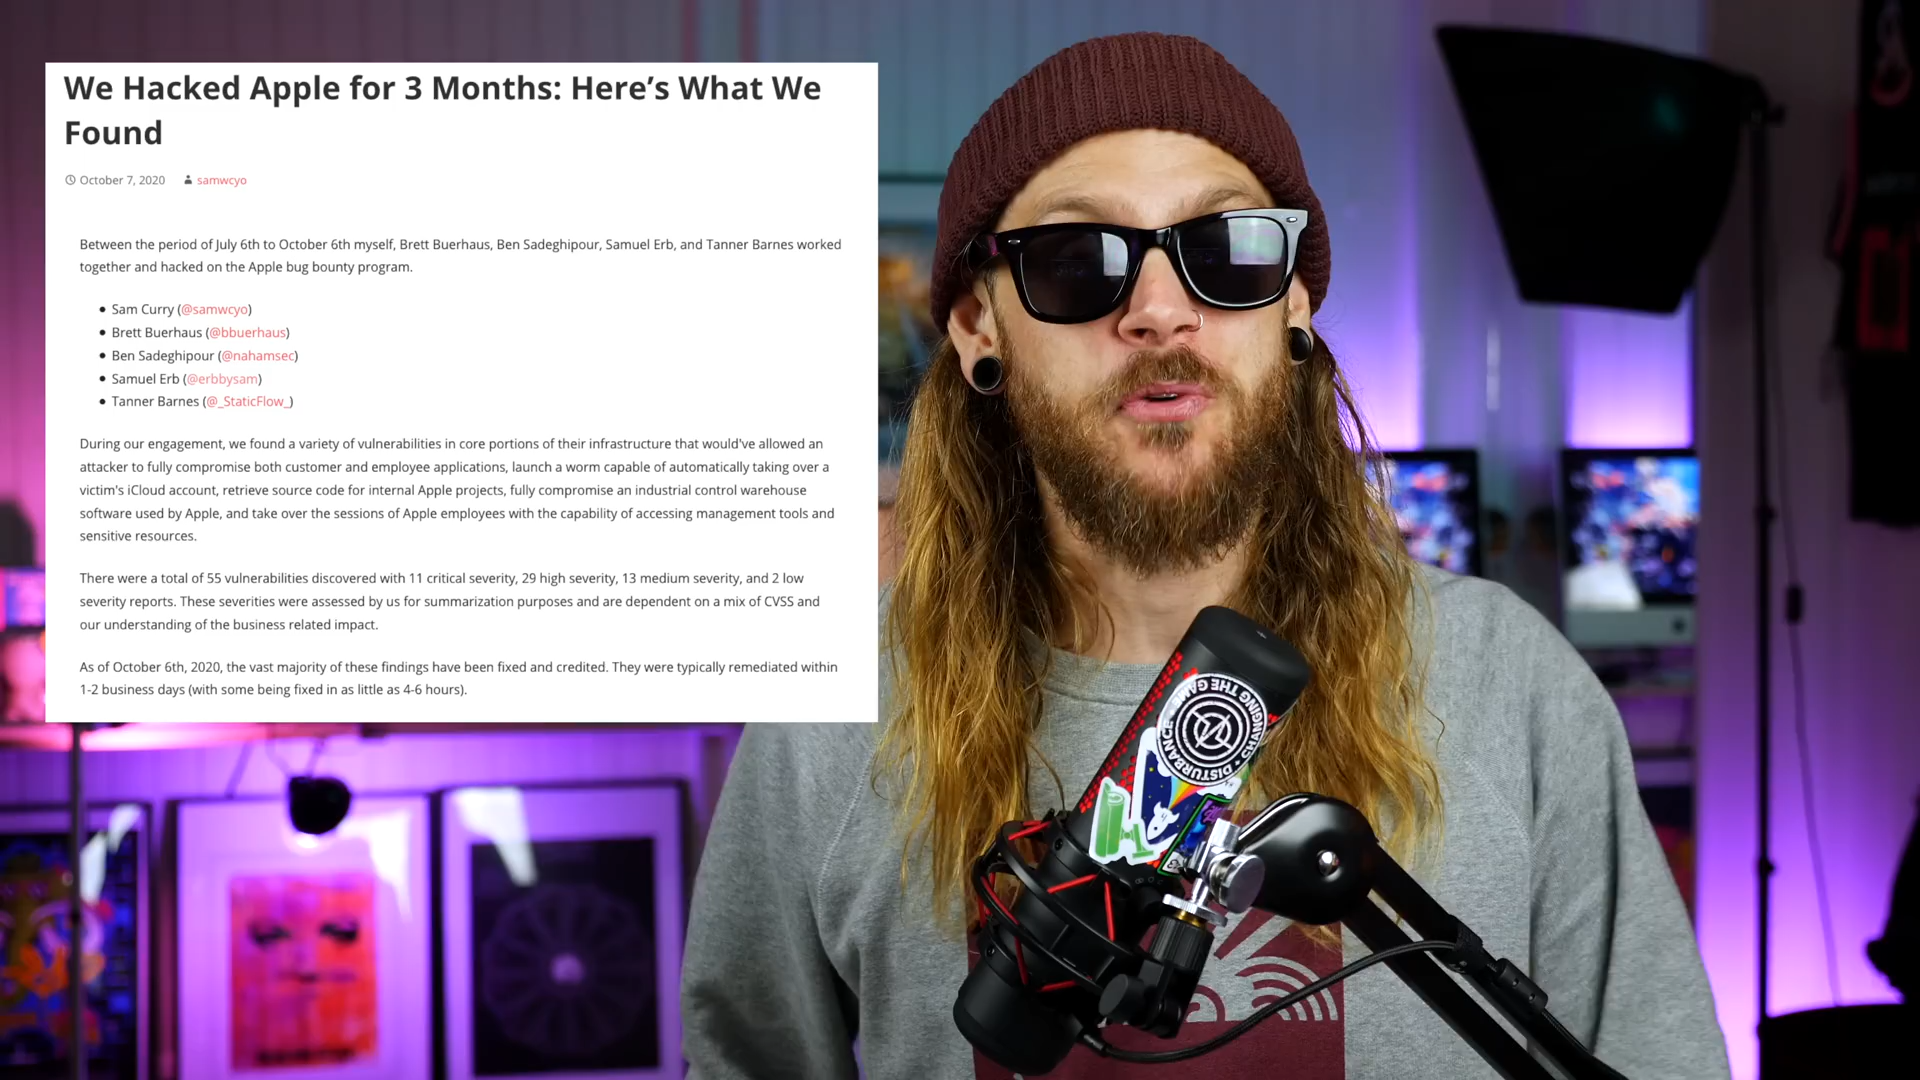 We Hacked Apple for 3 Months: Here’s What We
Found
October 7, 2020 samwcyo
Between the period of July 6th to October 6th myself, Brett Buerhaus, Ben Sadeghipour, Samuel Erb, and Tanner Barnes worked
together and hacked on the Apple bug bounty program.
• Sam Curry (@samwcyo)
• Brett Buerhaus (@bbuerhaus)
• Ben Sadeghipour (@nahamsec)
• Samuel Erb (@erbbysam)
• Tanner Barnes (@_StaticFlow_)
During our engagement, we found a variety of vulnerabilities in core portions of their infrastructure that would've allowed an
attacker to fully compromise both customer and employee applications, launch a worm capable of automatically taking over a
victim's iCloud account, retrieve source code for internal Apple projects, fully compromise an industrial control warehouse
software used by Apple, and take over the sessions of Apple employees with the capability of accessing management tools and
sensitive resources.
There were a total of 55 vulnerabilities discovered with 11 critical severity, 29 high severity, 13 medium severity, and 2 low
severity reports. These severities were assessed by us for summarization purposes and are dependent on a mix of CVSS and
our understanding of the business related impact.
As of October 6th, 2020, the vast majority of these findings have been fixed and credited. They were typically remediated within
1-2 business days (with some being fixed in as little as 4-6 hours).
DISTURBANCE • CHANGING THE GAME •